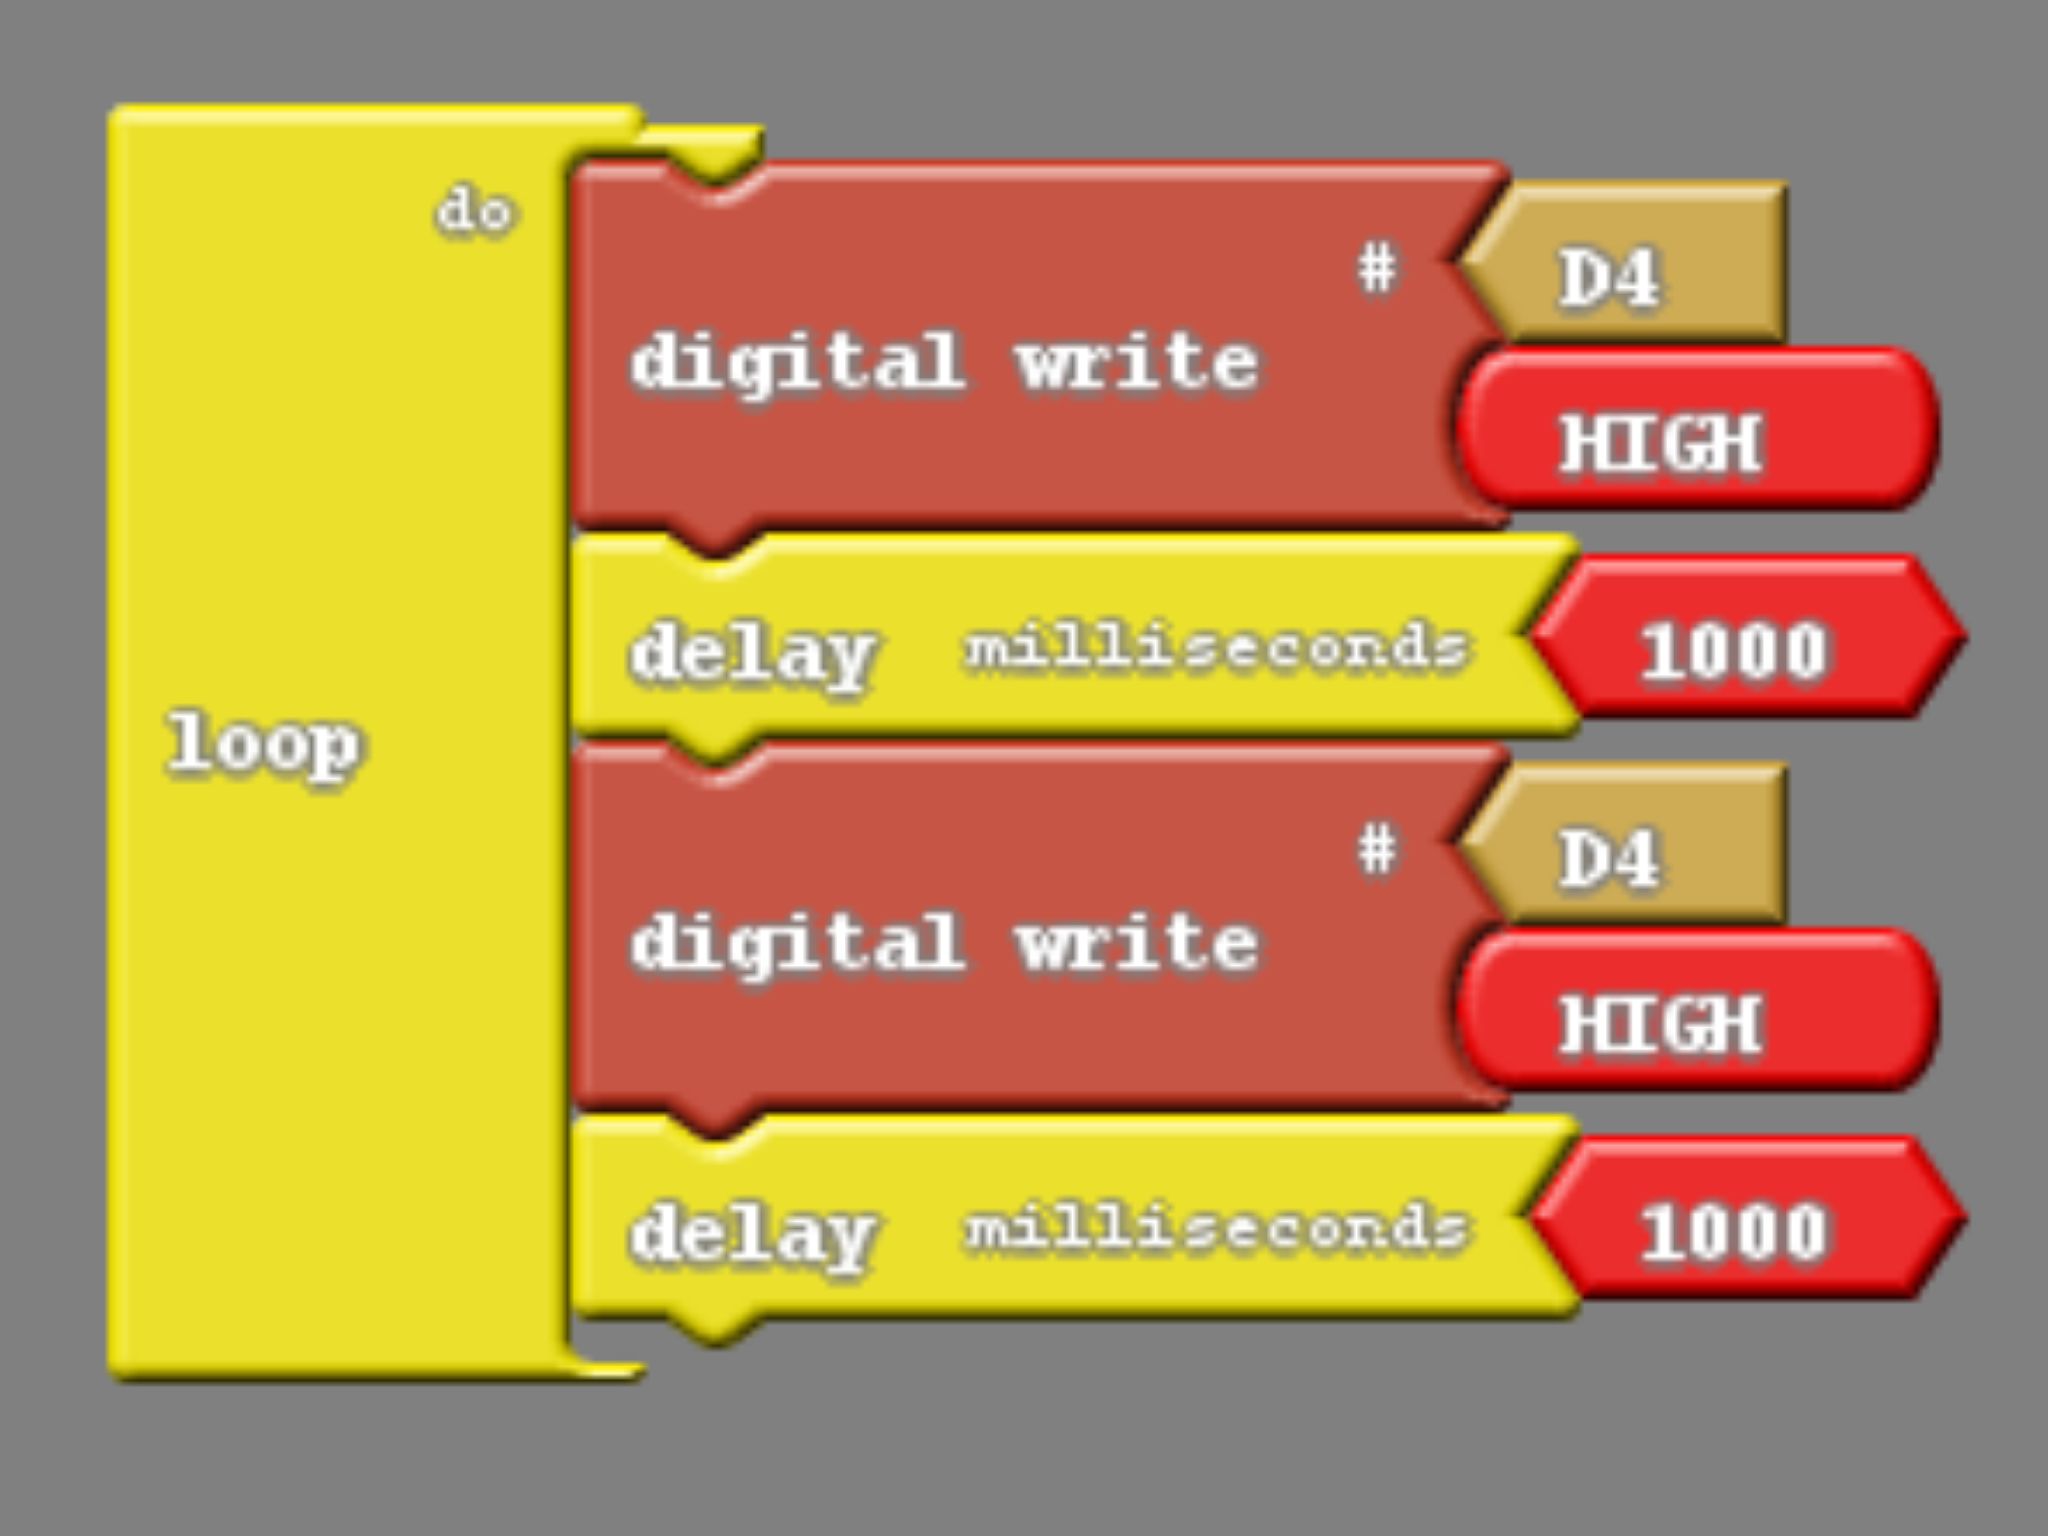 do
#
D4
digital write
HIGH
delay milliseconds 1000
loop
#
D4
digital write
HIGH
delay milliseconds 1000